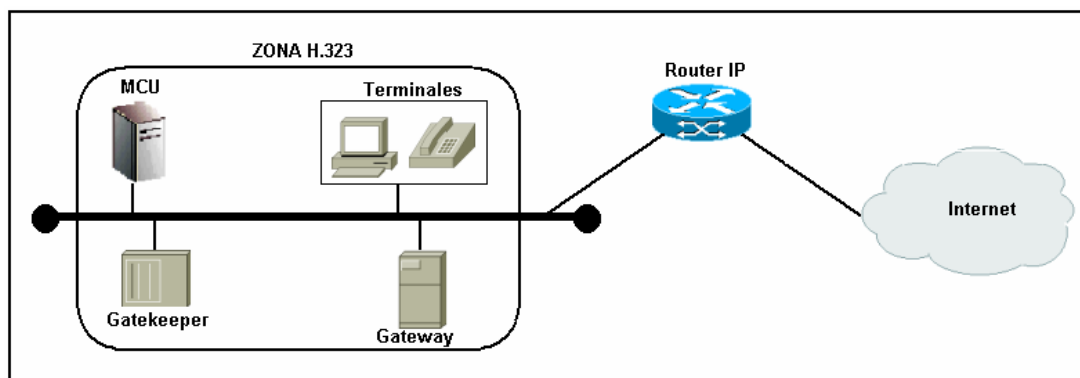 ZONA H.323
MCU
Terminales
Router IP
Internet
Gatekeeper
Gateway